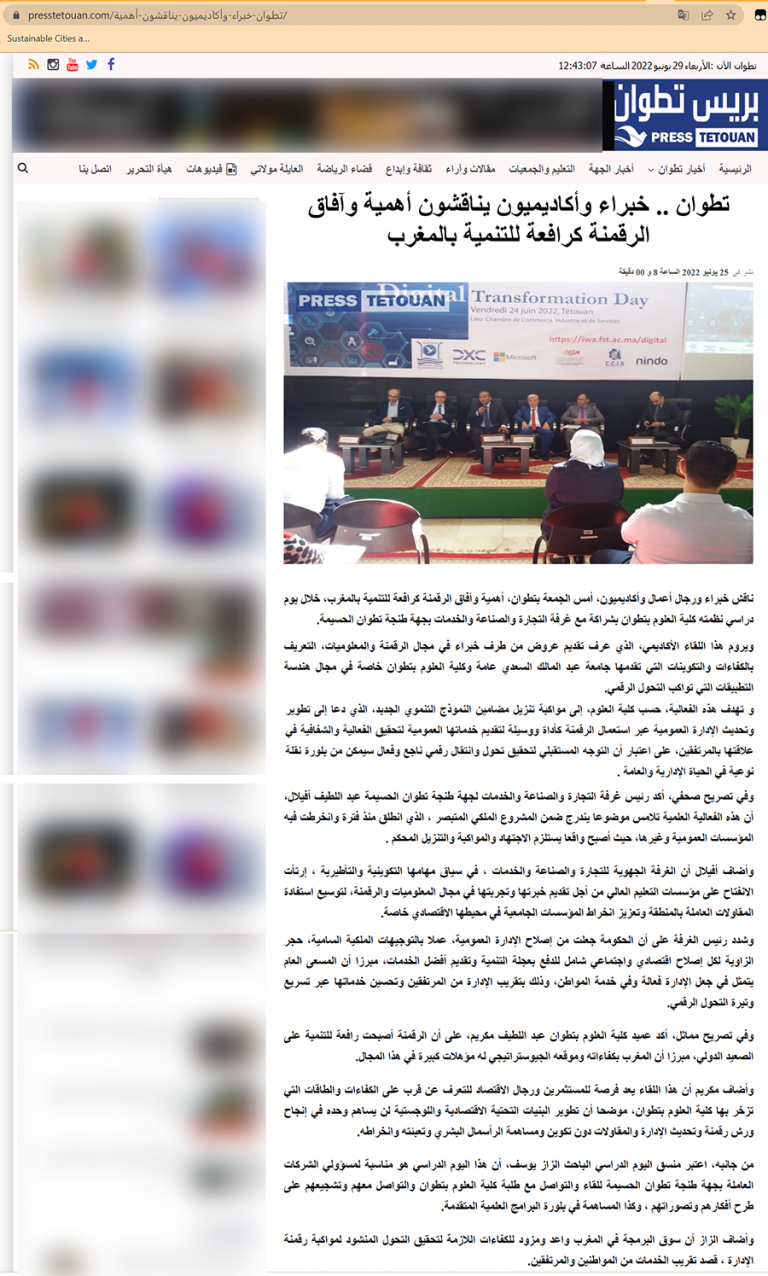 presstetouan.com/تطوان-خبراء-وأكاديميون-يناقشون-أهمية/
Sustainable Cities a...
تطوان الآن :الأربعاء 29 يونيو 2022 الساعة 12:43:07
بريس تطوان
PRESS TETOUAN
الرئيسية أخبار تطوان أخبار الجهة التعليم والجمعيات مقالات وآراء ثقافة وإبداع فضاء الرياضة العايلة مولاتي فيديوهات هيأة التحرير اتصل بنا
تطوان .. خبراء وأكاديميون يناقشون أهمية وآفاق
الرقمنة كرافعة للتنمية بالمغرب
نشر في 25 يونيو 2022 الساعة 8 و 00 دقيقة
PRESS TETOUAN
Digital Transformation Day
Vendredi 24 juin 2022, Tétouan
Lieu: Chambre de Commerce, Industrie et de Services
https://iwa.fst.ac.ma/digital
DXC TECHNOLOGY Microsoft C.C.I.S nindo
ناقش خبراء ورجال أعمال وأكاديميون، أمس الجمعة بتطوان، أهمية وآفاق الرقمنة كرافعة للتنمية بالمغرب، خلال يوم
دراسي نظمته كلية العلوم بتطوان بشراكة مع غرفة التجارة والصناعة والخدمات بجهة طنجة تطوان الحسيمة.
ويروم هذا اللقاء الأكاديمي، الذي عرف تقديم عروض من طرف خبراء في مجال الرقمنة والمعلوميات، التعريف
بالكفاءات والتكوينات التي تقدمها جامعة عبد المالك السعدي عامة وكلية العلوم بتطوان خاصة في مجال هندسة
التطبيقات التي تواكب التحول الرقمي.
و تهدف هذه الفعالية، حسب كلية العلوم، إلى مواكبة تنزيل مضامين النموذج التنموي الجديد، الذي دعا إلى تطوير
وتحديث الإدارة العمومية عبر استعمال الرقمنة كأداة ووسيلة لتقديم خدماتها العمومية لتحقيق الفعالية والشفافية في
علاقتها بالمرتفقين، على اعتبار أن التوجه المستقبلي لتحقيق تحول وانتقال رقمي ناجع وفعال سيمكن من بلورة نقلة
نوعية في الحياة الإدارية والعامة .
وفي تصريح صحفي، أكد رئيس غرفة التجارة والصناعة والخدمات لجهة طنجة تطوان الحسيمة عبد اللطيف أفيلال،
أن هذه الفعالية العلمية تلامس موضوعا يندرج ضمن المشروع الملكي المتبصر ، الذي انطلق منذ فترة وانخرطت فيه
المؤسسات العمومية وغيرها، حيث أصبح واقعا يستلزم الاجتهاد والمواكبة والتنزيل المحكم .
وأضاف أفيلال أن الغرفة الجهوية للتجارة والصناعة والخدمات ، في سياق مهامها التكوينية والتأطيرية ، إرتأت
الانفتاح على مؤسسات التعليم العالي من أجل تقديم خبرتها وتجربتها في مجال المعلوميات والرقمنة، لتوسيع استفادة
المقاولات العاملة بالمنطقة وتعزيز انخراط المؤسسات الجامعية في محيطها الاقتصادي خاصة.
وشدد رئيس الغرفة على أن الحكومة جعلت من إصلاح الإدارة العمومية، عملا بالتوجيهات الملكية السامية، حجر
الزاوية لكل إصلاح اقتصادي واجتماعي شامل للدفع بعجلة التنمية وتقديم أفضل الخدمات، مبرزا أن المسعى العام
يتمثل في جعل الإدارة فعالة وفي خدمة المواطن، وذلك بتقريب الإدارة من المرتفقين وتحسين خدماتها عبر تسريع
وتيرة التحول الرقمي.
وفي تصريح مماثل، أكد عميد كلية العلوم بتطوان عبد اللطيف مكريم، على أن الرقمنة أصبحت رافعة للتنمية على
الصعيد الدولي، مبرزا أن المغرب بكفاءاته وموقعه الجيوستراتيجي له مؤهلات كبيرة في هذا المجال.
وأضاف مكريم أن هذا اللقاء يعد فرصة للمستثمرين ورجال الاقتصاد للتعرف عن قرب على الكفاءات والطاقات التي
تزخر بها كلية العلوم بتطوان، موضحا أن تطوير البنيات التحتية الاقتصادية واللوجستية لن يساهم وحده في إنجاح
ورش رقمنة وتحديث الإدارة والمقاولات دون تكوين ومساهمة الرأسمال البشري وتعبئته وانخراطه.
من جانبه، اعتبر منسق اليوم الدراسي الباحث الزاز يوسف، أن هذا اليوم الدراسي هو مناسبة لمسؤولي الشركات
العاملة بجهة طنجة تطوان الحسيمة للقاء والتواصل مع طلبة كلية العلوم بتطوان والتواصل معهم وتشجيعهم على
طرح أفكارهم وتصوراتهم ، وكذا المساهمة في بلورة البرامج العلمية المتقدمة.
وأضاف الزاز أن سوق البرمجة في المغرب واعد ومزود للكفاءات اللازمة لتحقيق التحول المنشود لمواكبة رقمنة
الإدارة ، قصد تقريب الخدمات من المواطنين والمرتفقين.